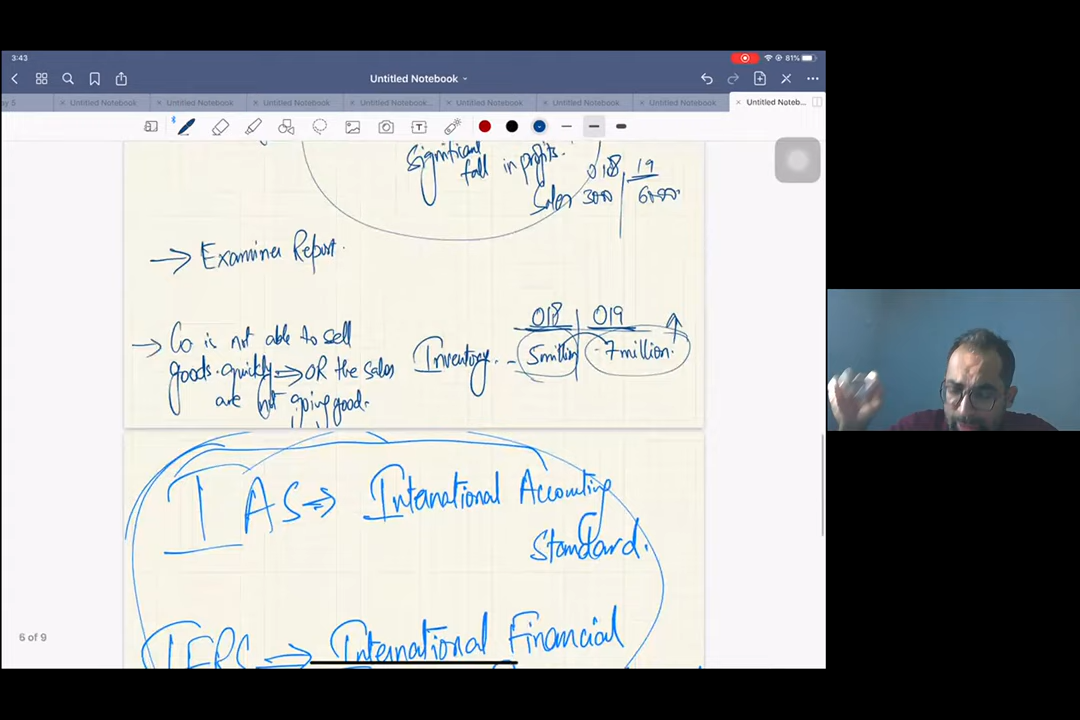 3:43
81%
Untitled Notebook
ay 5
Untitled Notebook
Untitled Notebook
Untitled Notebook
Untitled Notebook...
Untitled Notebook
Untitled Notebook
Untitled Notebook
Untitled Noteb...
Significant
fall in profits.
018 19
Sales 3000 6000
→ Examiner Report.
018 019
→ Co is not able to sell
goods quickly ⇒ OR the sales
are not going good.
Inventory. - 5million - 7million.
IAS ⇒ International Accounting
Standard.
IFRS ⇒ International Financial
6 of 9